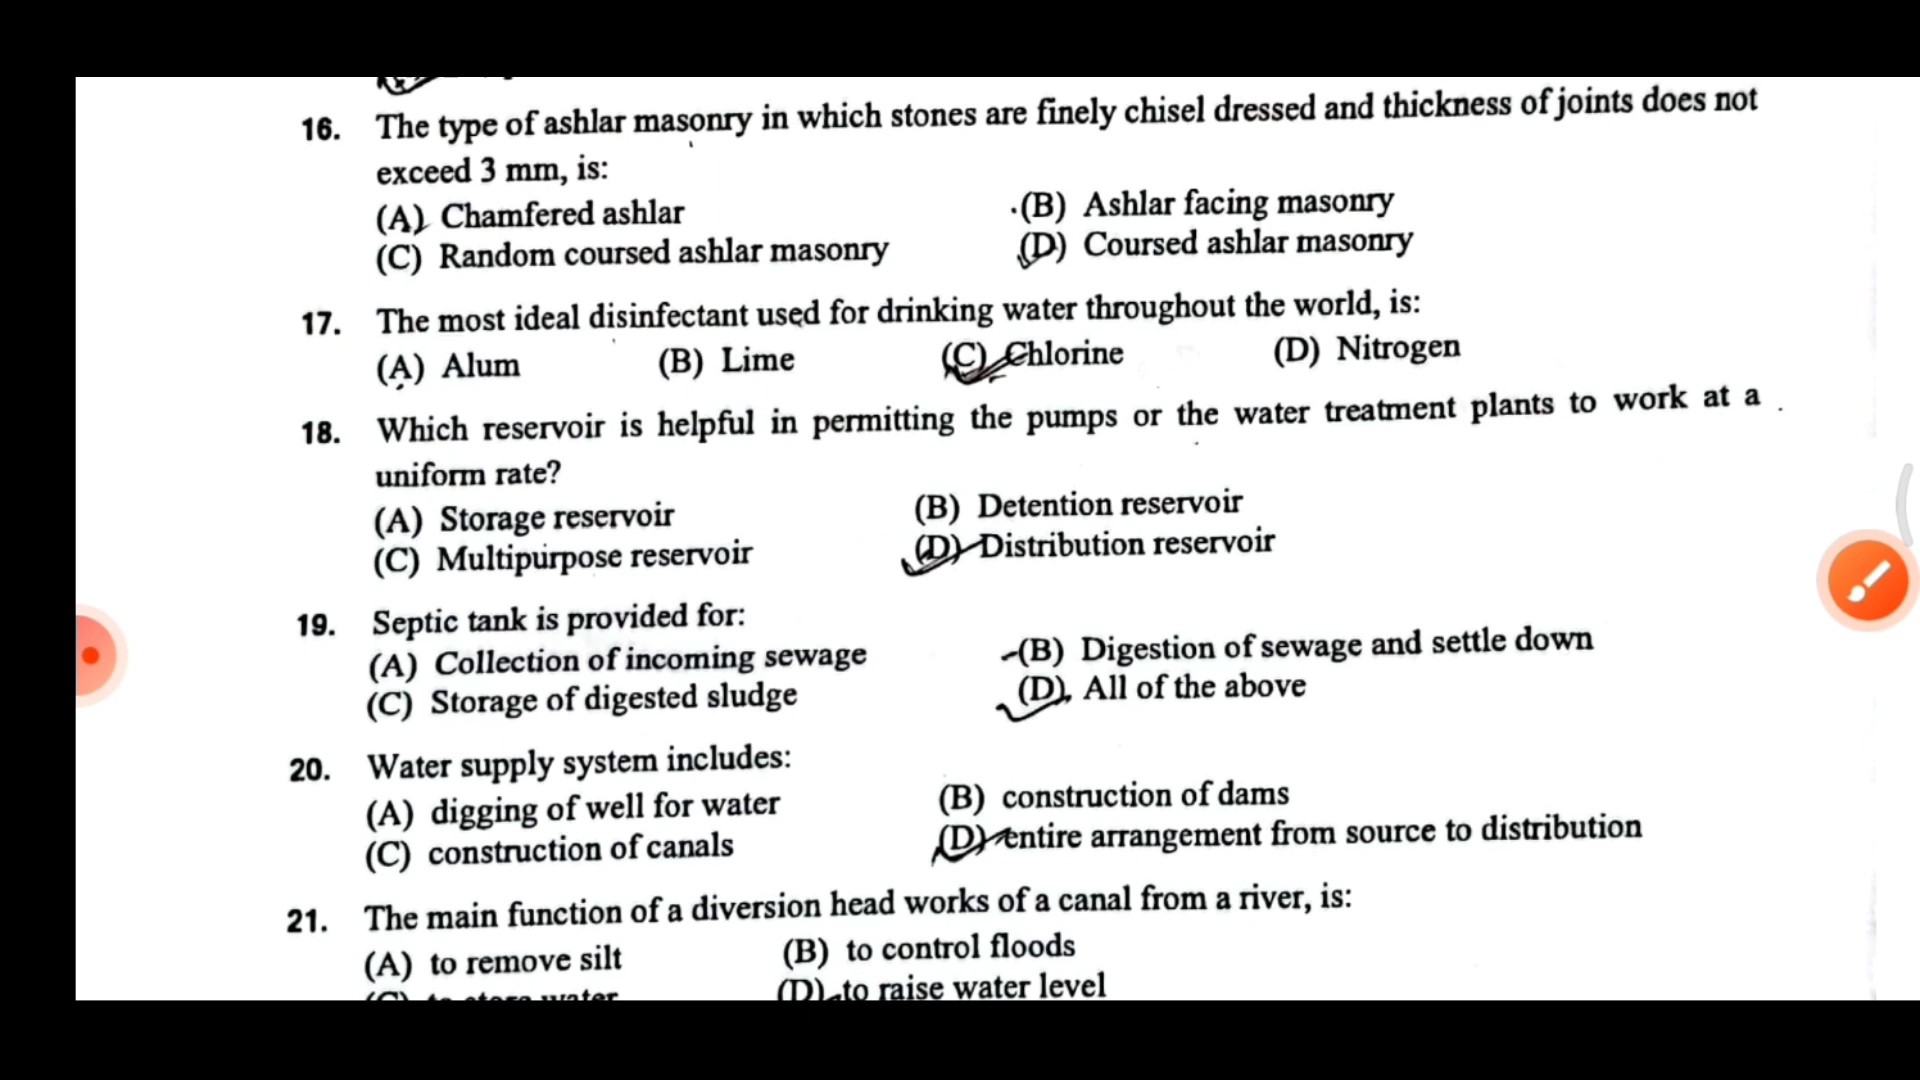 16. The type of ashlar masonry in which stones are finely chisel dressed and thickness of joints does not
exceed 3 mm, is:
(A) Chamfered ashlar (B) Ashlar facing masonry
(C) Random coursed ashlar masonry (D) Coursed ashlar masonry
17. The most ideal disinfectant used for drinking water throughout the world, is:
(A) Alum (B) Lime (C) Chlorine (D) Nitrogen
18. Which reservoir is helpful in permitting the pumps or the water treatment plants to work at a
uniform rate?
(A) Storage reservoir (B) Detention reservoir
(C) Multipurpose reservoir (D) Distribution reservoir
19. Septic tank is provided for:
(A) Collection of incoming sewage (B) Digestion of sewage and settle down
(C) Storage of digested sludge (D) All of the above
20. Water supply system includes:
(A) digging of well for water (B) construction of dams
(C) construction of canals (D) entire arrangement from source to distribution
21. The main function of a diversion head works of a canal from a river, is:
(A) to remove silt (B) to control floods
(C) to store water (D) to raise water level